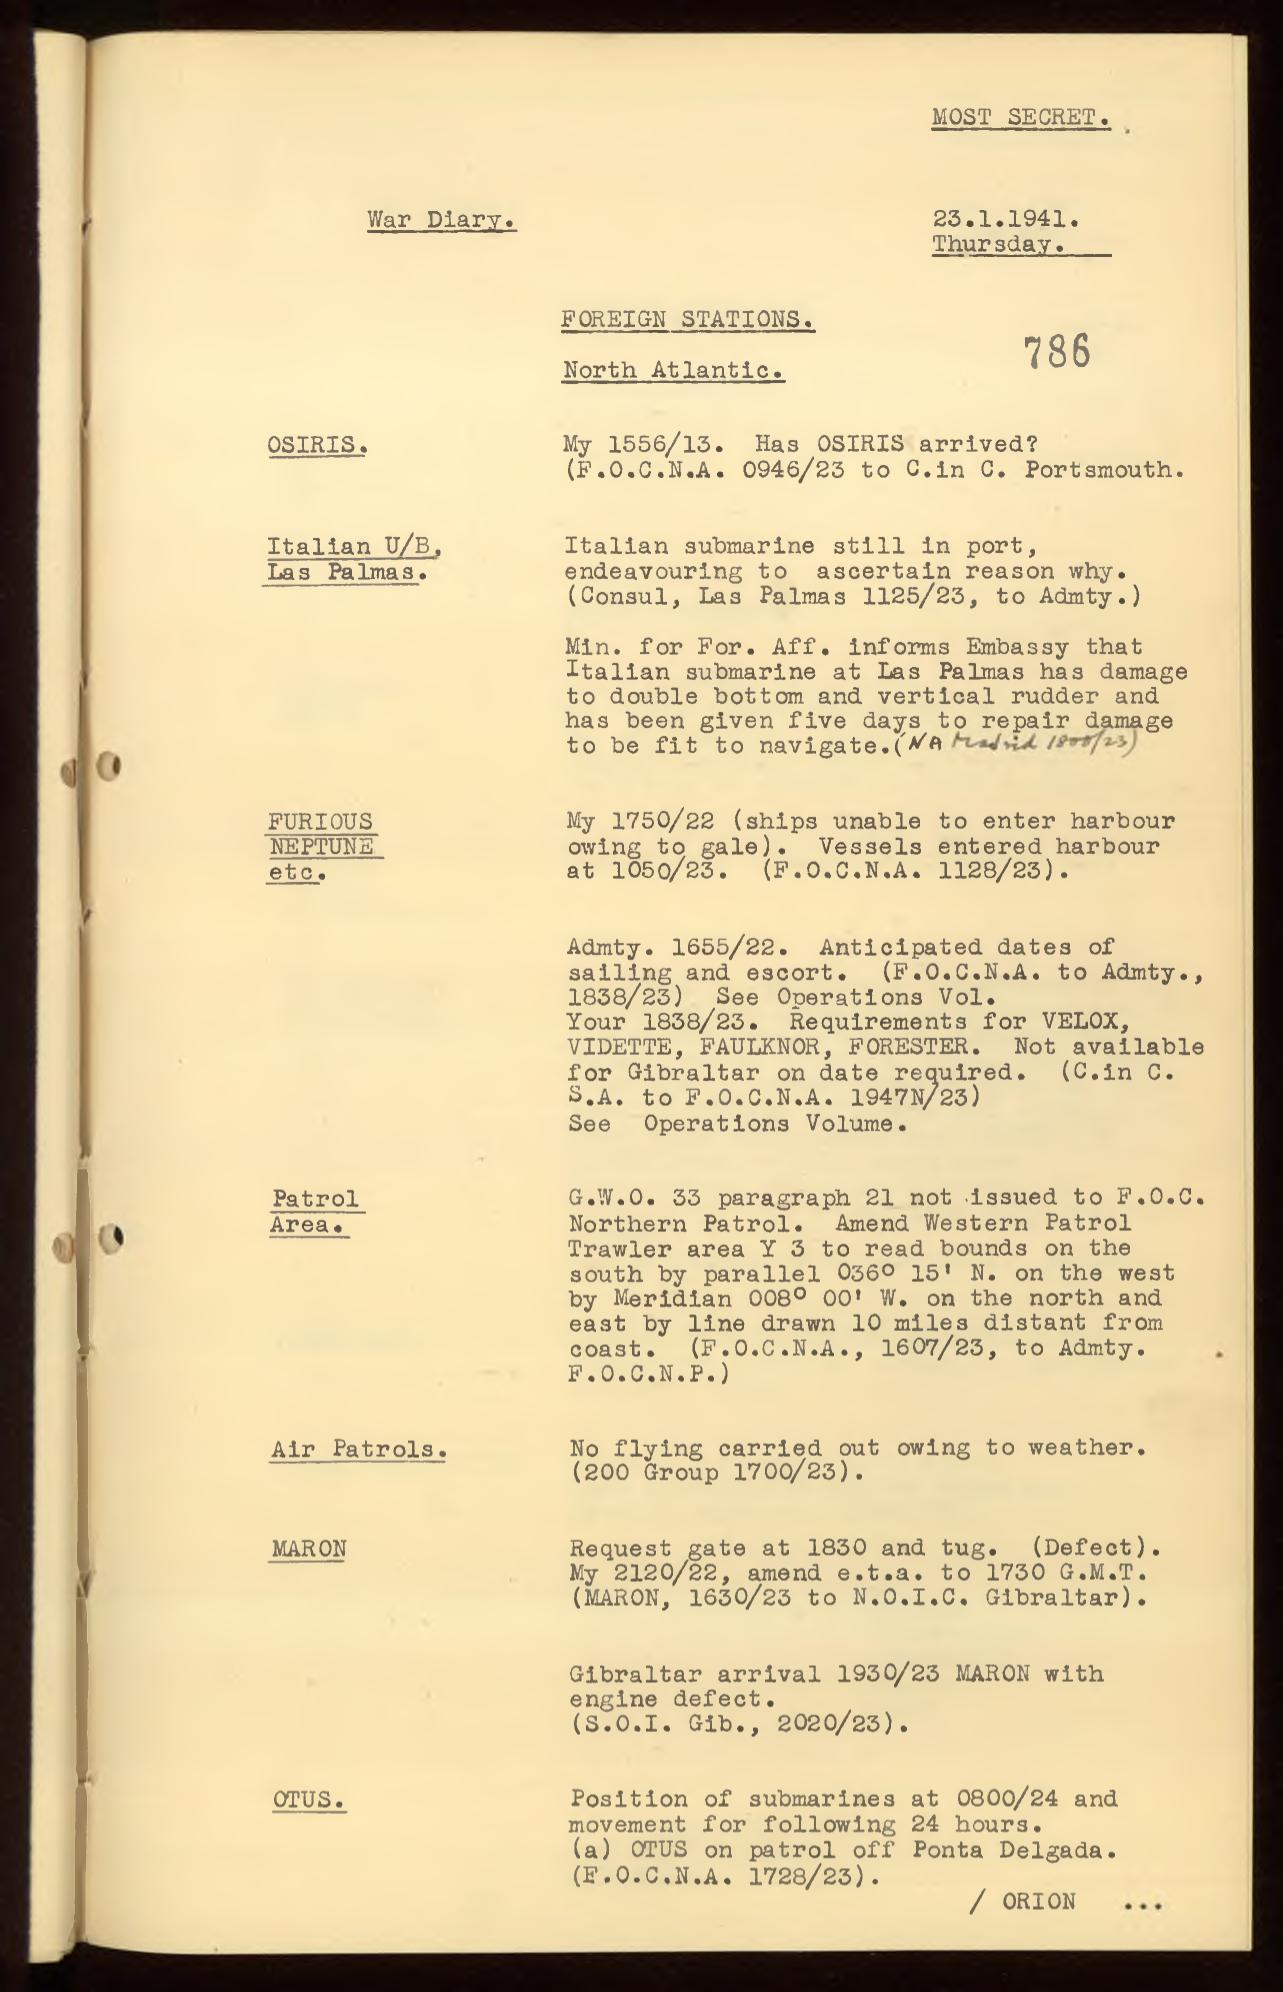 MOST SECRET.
War Diary.
23.1.1941.
Thursday.
FOREIGN STATIONS.
786
North Atlantic.
OSIRIS.
My 1556/13. Has OSIRIS arrived?
(F.O.C.N.A. 0946/23 to C.in C. Portsmouth.
Italian U/B,
Las Palmas.
Italian submarine still in port,
endeavouring to ascertain reason why.
(Consul, Las Palmas 1125/23, to Admty.)
Min. for For. Aff. informs Embassy that
Italian submarine at Las Palmas has damage
to double bottom and vertical rudder and
has been given five days to repair damage
to be fit to navigate.(NA Madrid 1800/23)
FURIOUS
NEPTUNE
etc.
My 1750/22 (ships unable to enter harbour
owing to gale). Vessels entered harbour
at 1050/23. (F.O.C.N.A. 1128/23).
Admty. 1655/22. Anticipated dates of
sailing and escort. (F.O.C.N.A. to Admty.,
1838/23) See Operations Vol.
Your 1838/23. Requirements for VELOX,
VIDETTE, FAULKNOR, FORESTER. Not available
for Gibraltar on date required. (C.in C.
S.A. to F.O.C.N.A. 1947N/23)
See Operations Volume.
Patrol
Area.
G.W.O. 33 paragraph 21 not issued to F.O.C.
Northern Patrol. Amend Western Patrol
Trawler area Y 3 to read bounds on the
south by parallel 036° 15' N. on the west
by Meridian 008° 00' W. on the north and
east by line drawn 10 miles distant from
coast. (F.O.C.N.A., 1607/23, to Admty.
F.O.C.N.P.)
Air Patrols.
No flying carried out owing to weather.
(200 Group 1700/23).
MARON
Request gate at 1830 and tug. (Defect).
My 2120/22, amend e.t.a. to 1730 G.M.T.
(MARON, 1630/23 to N.O.I.C. Gibraltar).
Gibraltar arrival 1930/23 MARON with
engine defect.
(S.O.I. Gib., 2020/23).
OTUS.
Position of submarines at 0800/24 and
movement for following 24 hours.
(a) OTUS on patrol off Ponta Delgada.
(F.O.C.N.A. 1728/23).
/ ORION ...